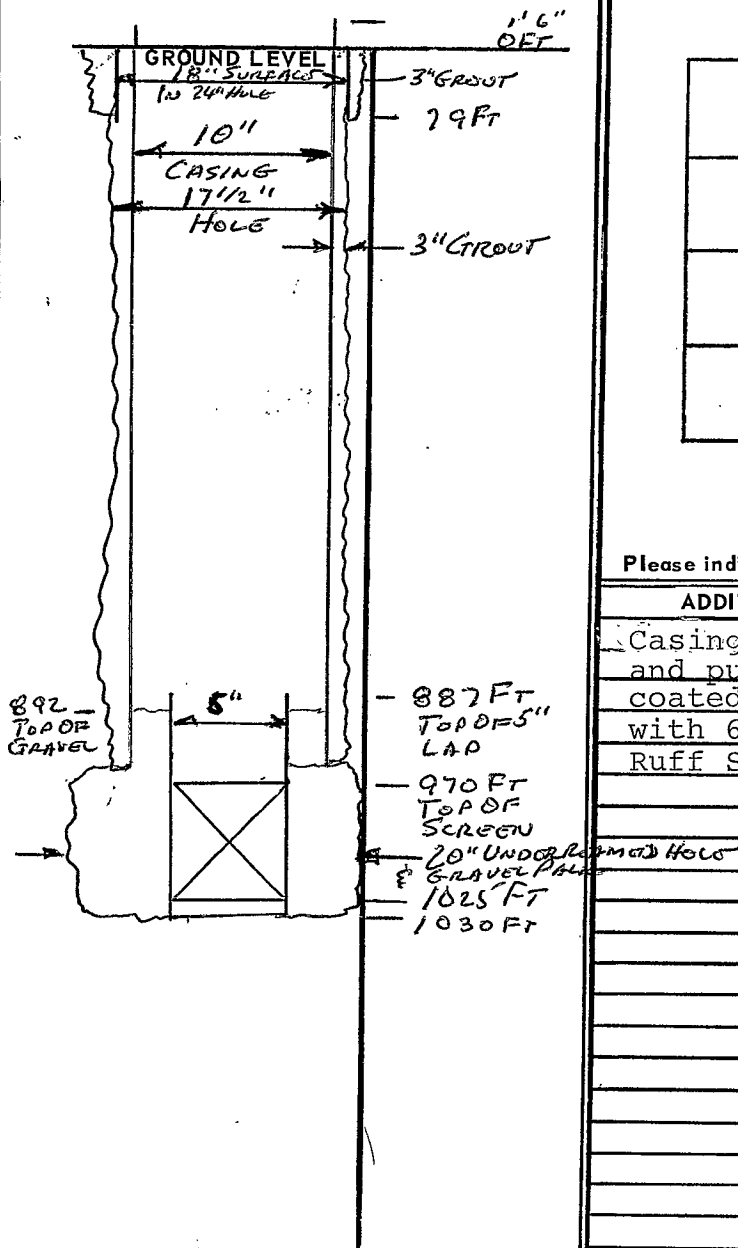 1' 6"
0FT
GROUND LEVEL
18" SURFACE
IN 24" HOLE
3" GROUT
79 FT
10"
CASING
17 1/2"
HOLE
3" GROUT
892
TOP OF
GRAVEL
5"
887 FT
TOP OF 5"
LAP
970 FT
TOP OF
SCREEN
20" UNDERREAMED HOLE
& GRAVEL PACK
1025 FT
1030 FT
Please ind
ADDI
Casing
and pu
coated
with 6
Ruff S